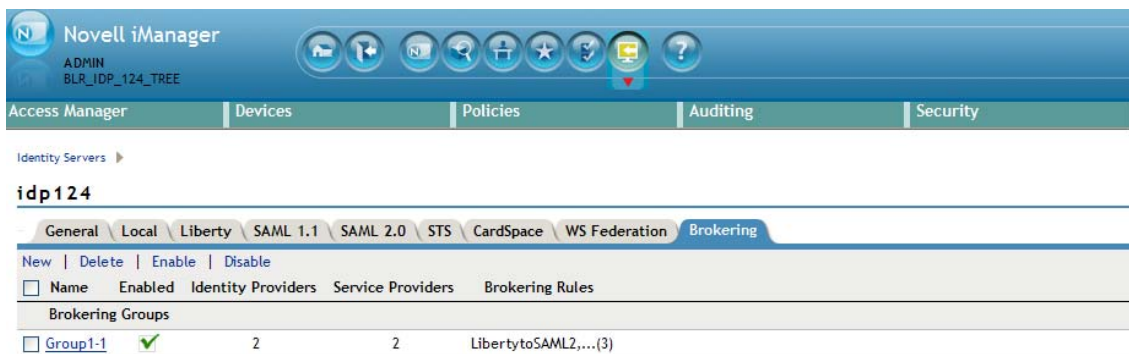 Novell iManager
ADMIN
BLR_IDP_124_TREE
Access Manager Devices Policies Auditing Security
Identity Servers
idp124
General Local Liberty SAML 1.1 SAML 2.0 STS CardSpace WS Federation Brokering
New | Delete | Enable | Disable
Name Enabled Identity Providers Service Providers Brokering Rules
Brokering Groups
Group1-1 2 2 LibertytoSAML2,...(3)